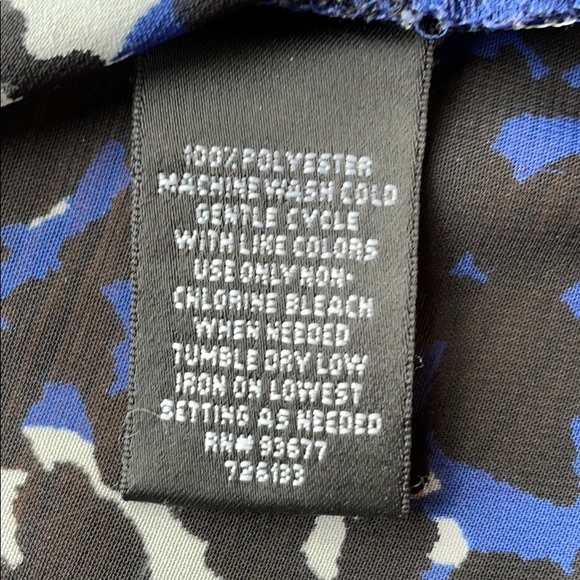 100% POLYESTER
MACHINE WASH COLD
GENTLE CYCLE
WITH LIKE COLORS
USE ONLY NON-
CHLORINE BLEACH
WHEN NEEDED
TUMBLE DRY LOW
IRON ON LOWEST
SETTING AS NEEDED
RN# 93677
726133